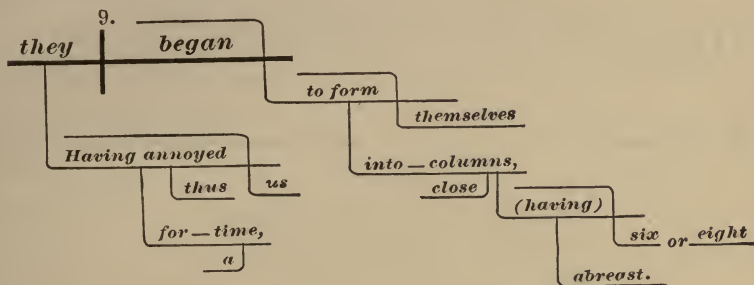 9.
they began
to form
themselves
Having annoyed
into—columns,
thus us
close
(having)
for—time,
six or eight
a
abreast.